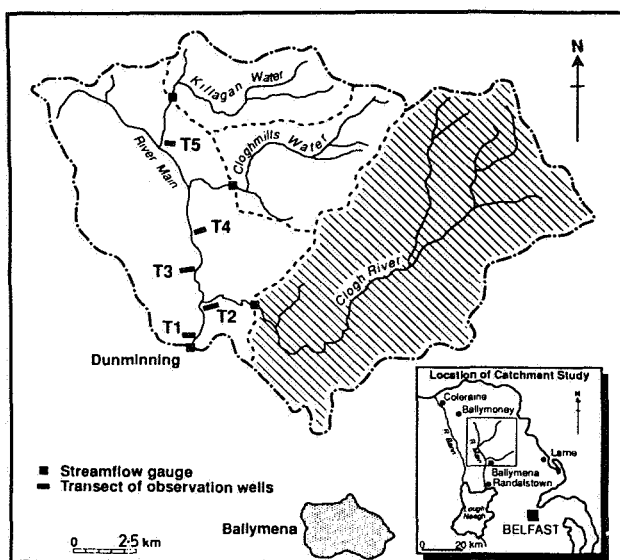 N
Killagan Water
Cloghmills Water
River Main
T5
T4
T3
Clogh River
T2
T1
Dunminning
Streamflow gauge
Transect of observation wells
0 2·5 km
Ballymena
Location of Catchment Study
Coleraine
Ballymoney
R. Bann
R. Main
Larne
Ballymena
Randalstown
Lough
Neagh
BELFAST
0 20 km